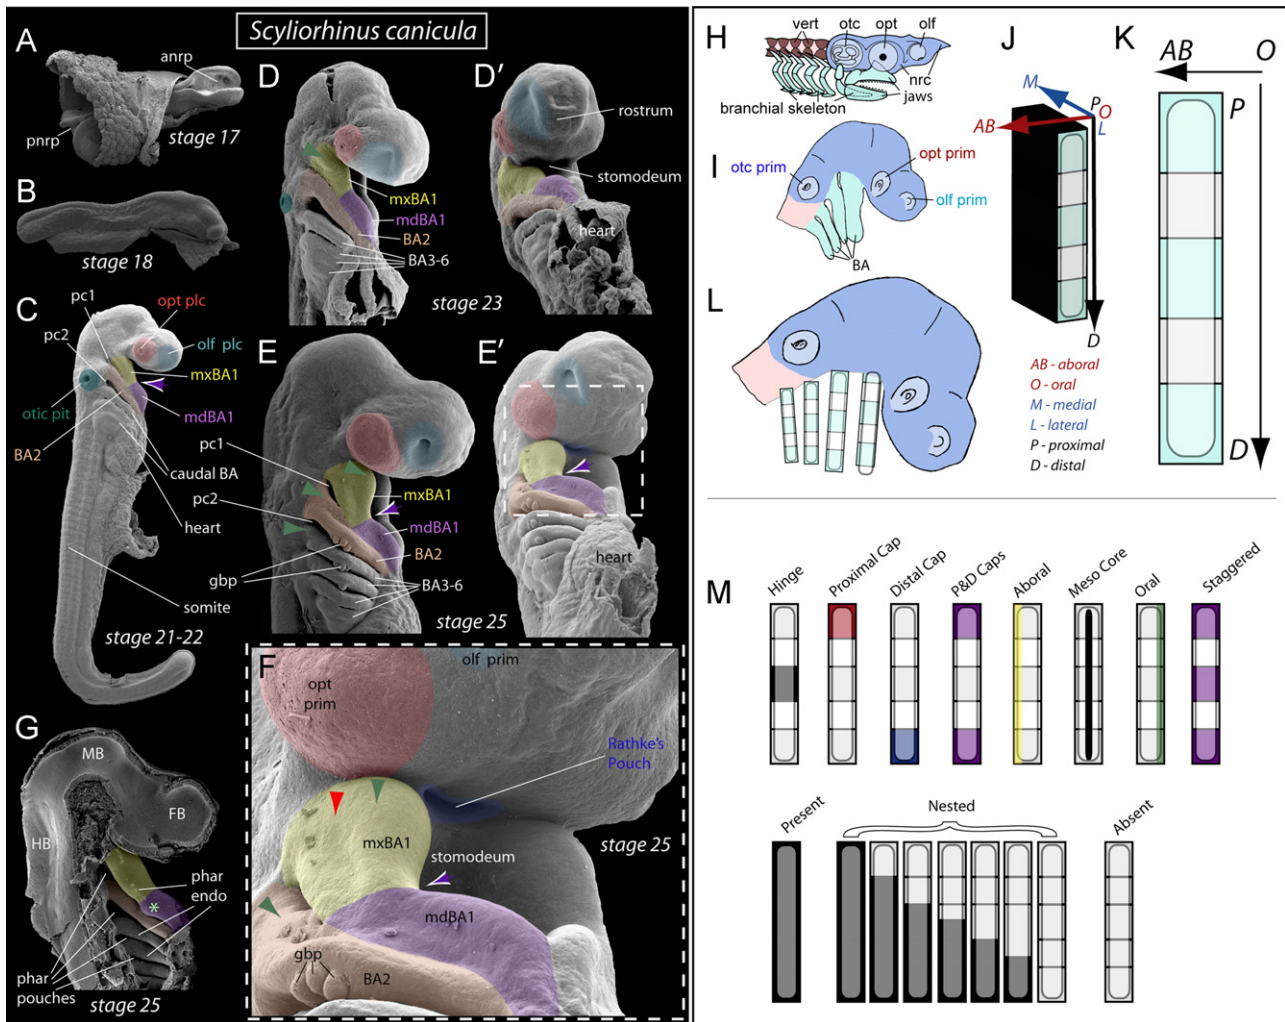 Scyliorhinus canicula
A
anrp
pnrp
stage 17
B
stage 18
C
pc1
pc2
opt plc
olf plc
mxBA1
otic pit
mdBA1
BA2
caudal BA
heart
somite
stage 21-22
D
mxBA1
mdBA1
BA2
BA3-6
D'
rostrum
stomodeum
heart
stage 23
E
pc1
pc2
mxBA1
mdBA1
BA2
gbp
BA3-6
E'
heart
stage 25
F
opt
prim
olf prim
Rathke's
Pouch
stage 25
mxBA1
stomodeum
mdBA1
gbp
BA2
G
MB
FB
HB
phar
endo
*
phar
pouches
stage 25
H
vert
otc
opt
olf
nrc
jaws
branchial skeleton
I
otc prim
opt prim
olf prim
BA
J
M
P
O
AB
L
D
AB - aboral
O - oral
M - medial
L - lateral
P - proximal
D - distal
K
AB
O
P
D
L
M
Hinge
Proximal Cap
Distal Cap
P&D Caps
Aboral
Meso Core
Oral
Staggered
Present
Nested
Absent